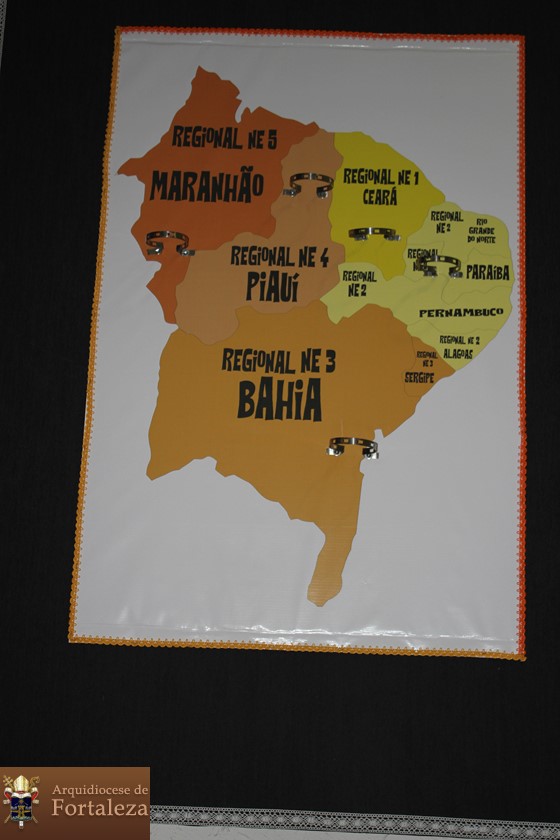 REGIONAL NE 5
MARANHÃO
REGIONAL NE 1
CEARÁ
REGIONAL NE 2
RIO GRANDE DO NORTE
REGIONAL
PARAÍBA
REGIONAL NE 4
PIAUÍ
REGIONAL NE 2
PERNAMBUCO
REGIONAL NE 2
ALAGOAS
REGIONAL NE 3
SERGIPE
REGIONAL NE 3
BAHIA
Arquidiocese de
Fortaleza